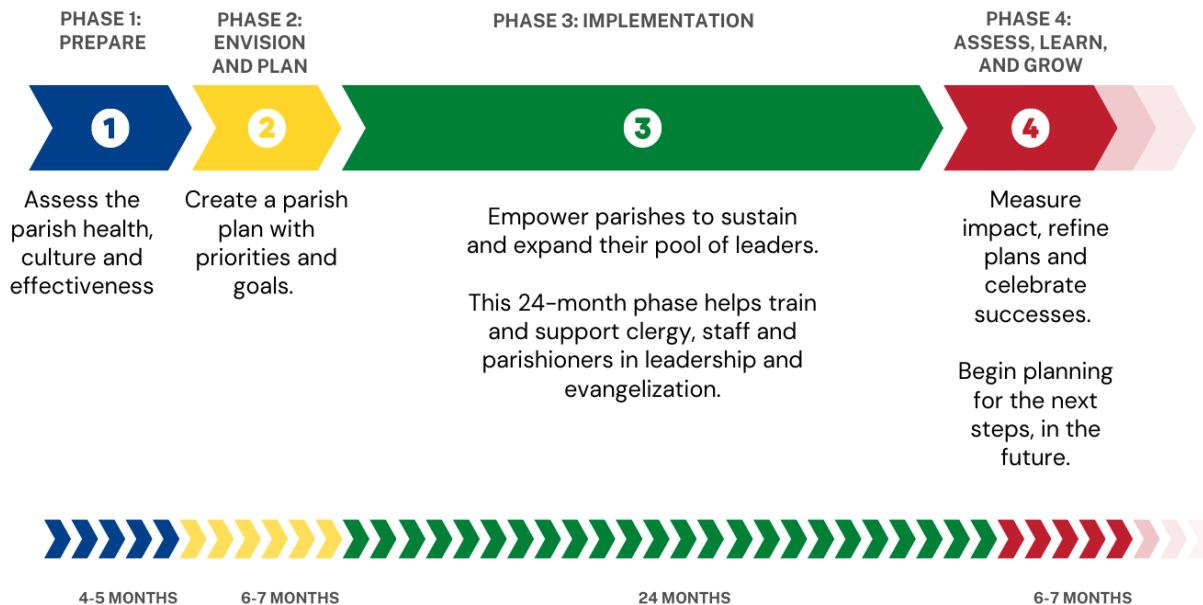 PHASE 1:
PREPARE
PHASE 2:
ENVISION
AND PLAN
PHASE 3: IMPLEMENTATION
PHASE 4:
ASSESS, LEARN,
AND GROW
1
2
3
4
Assess the
parish health,
culture and
effectiveness
Create a parish
plan with
priorities and
goals.
Empower parishes to sustain
and expand their pool of leaders.
This 24-month phase helps train
and support clergy, staff and
parishioners in leadership and
evangelization.
Measure
impact, refine
plans and
celebrate
successes.
Begin planning
for the next
steps, in the
future.
4-5 MONTHS
6-7 MONTHS
24 MONTHS
6-7 MONTHS